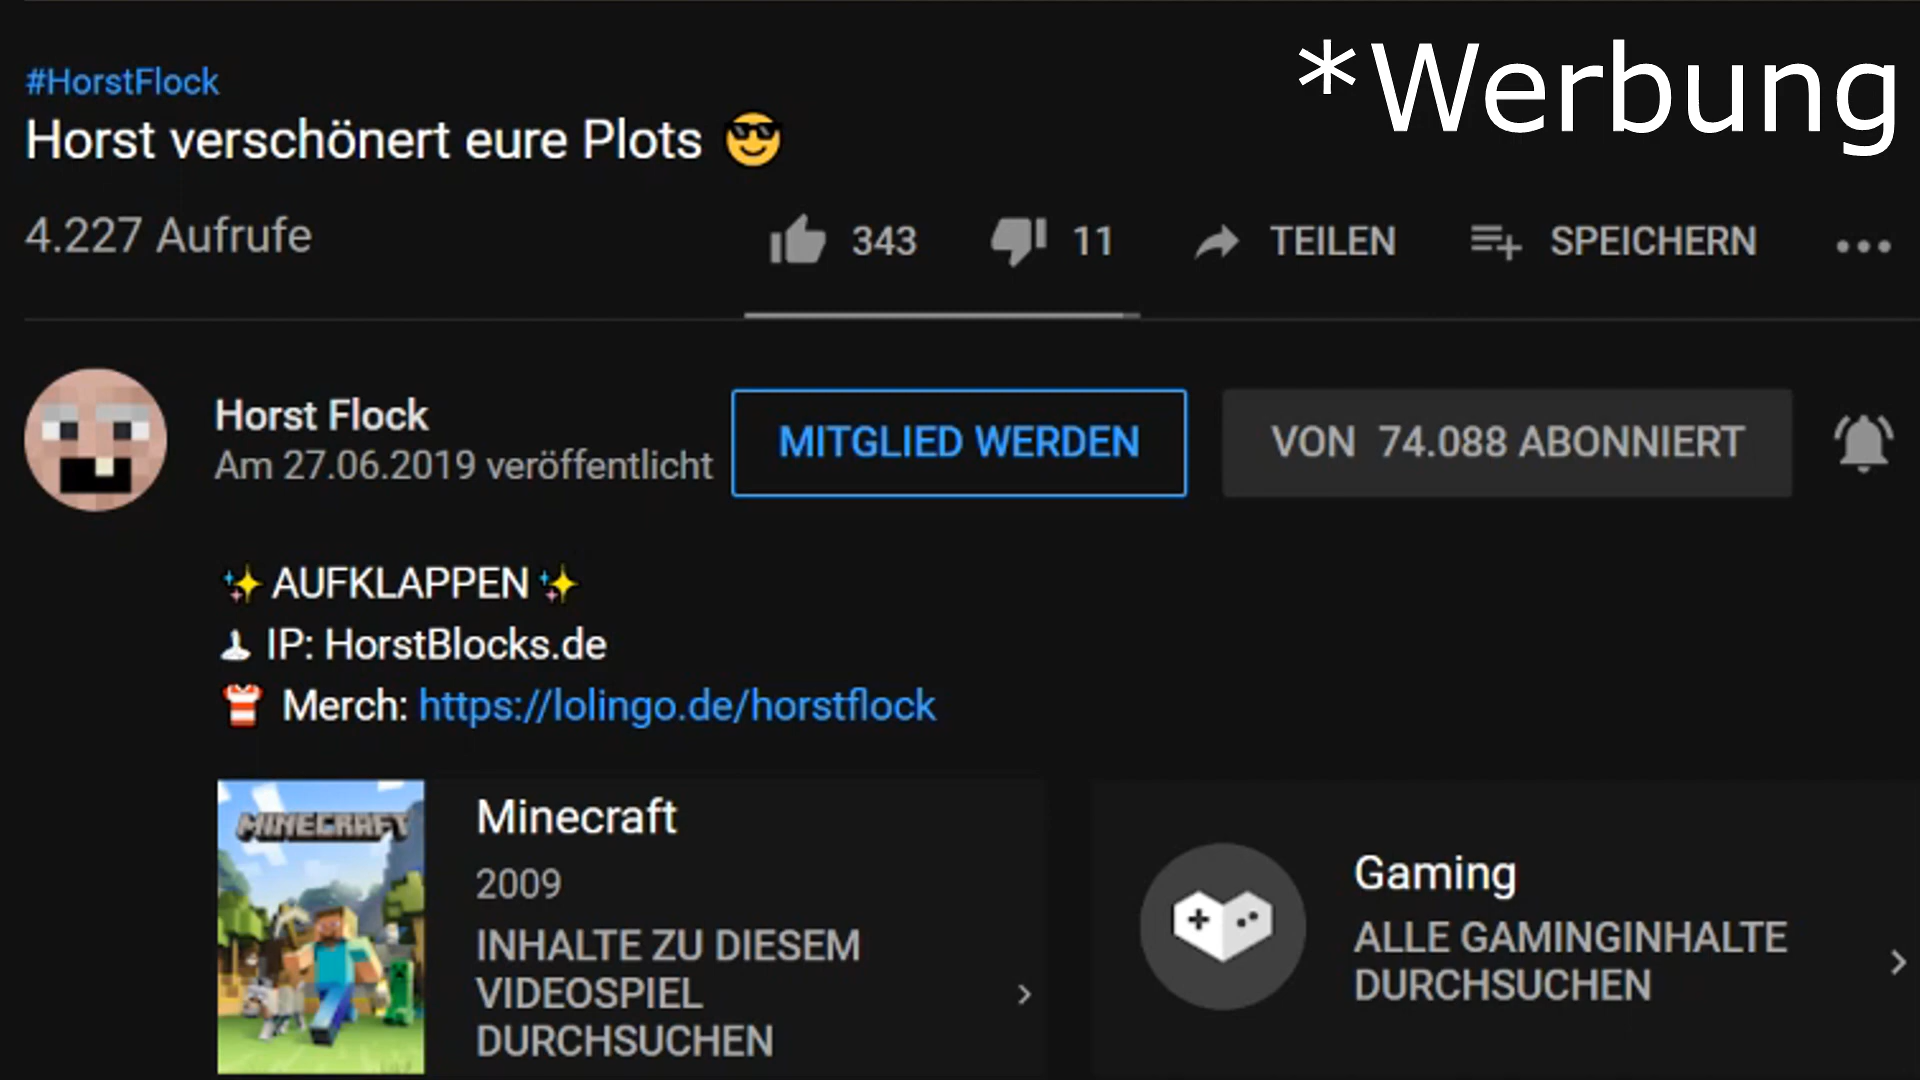 *Werbung
#HorstFlock
Horst verschönert eure Plots 😎
4.227 Aufrufe
343
11
TEILEN
SPEICHERN
Horst Flock
Am 27.06.2019 veröffentlicht
MITGLIED WERDEN
VON 74.088 ABONNIERT
✨ AUFKLAPPEN ✨
IP: HorstBlocks.de
Merch: https://lolingo.de/horstflock
MINECRAFT
Minecraft
2009
INHALTE ZU DIESEM
VIDEOSPIEL
DURCHSUCHEN
Gaming
ALLE GAMINGINHALTE
DURCHSUCHEN